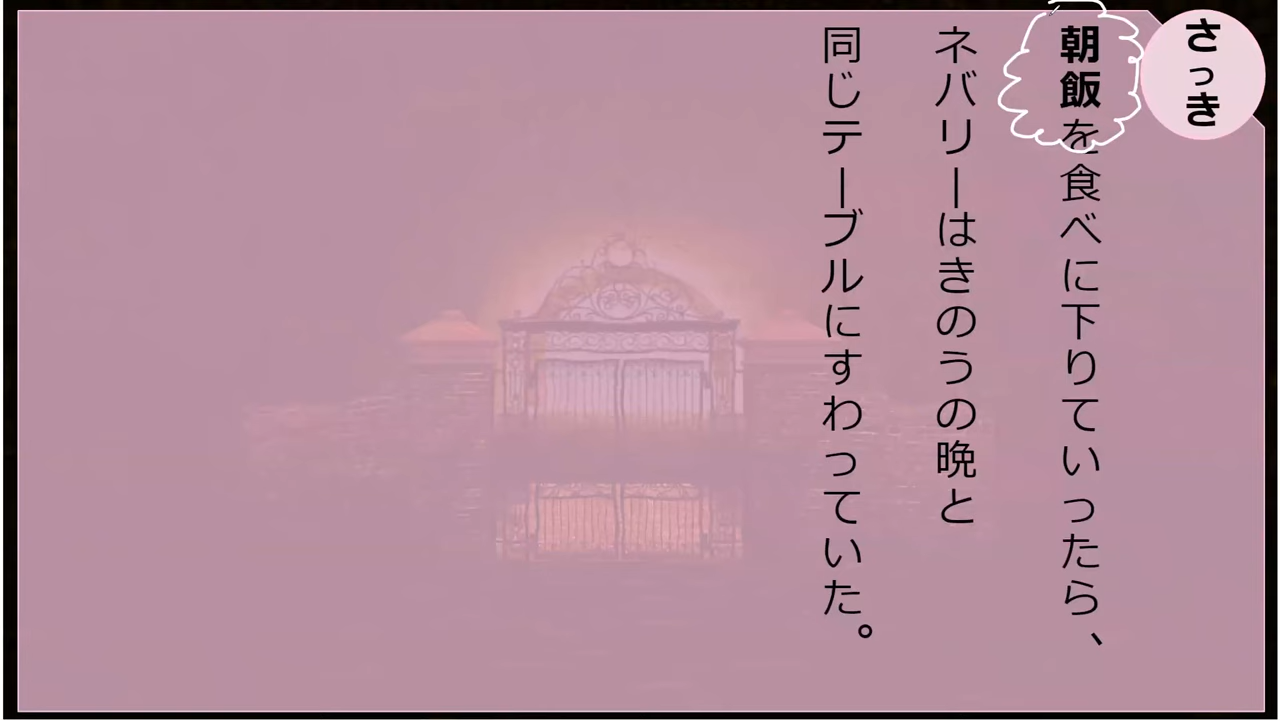 さっき
朝飯を食べに下りていったら、
ネバリーはきのうの晩と
同じテーブルにすわっていた。